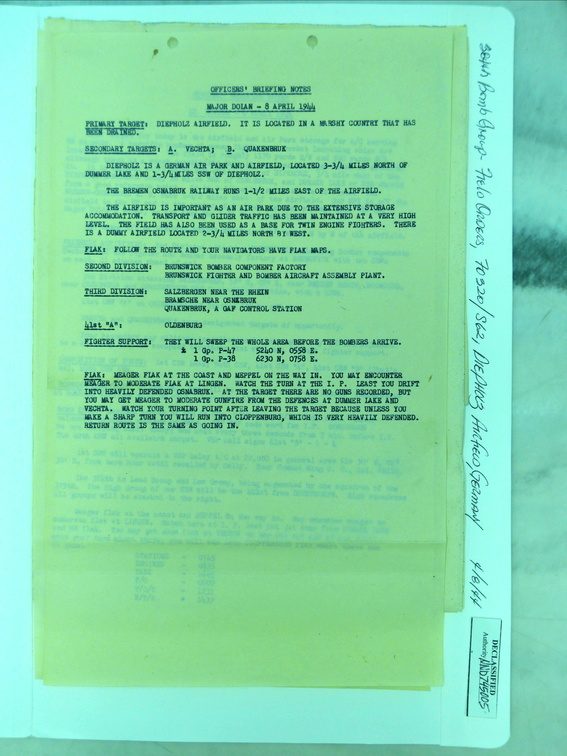 OFFICERS' BRIEFING NOTES
MAJOR DOLAN - 8 APRIL 1944
PRIMARY TARGET: DIEPHOLZ AIRFIELD. IT IS LOCATED IN A MARSHY COUNTRY THAT HAS
BEEN DRAINED.
SECONDARY TARGETS: A. VECHTA; B. QUAKENBRUK
DIEPHOLZ IS A GERMAN AIR PARK AND AIRFIELD, LOCATED 3-3/4 MILES NORTH OF
DUMMER LAKE AND 1-3/4 MILES SSW OF DIEPHOLZ.
THE BREMEN OSNABRUK RAILWAY RUNS 1-1/2 MILES EAST OF THE AIRFIELD.
THE AIRFIELD IS IMPORTANT AS AN AIR PARK DUE TO THE EXTENSIVE STORAGE
ACCOMMODATION. TRANSPORT AND GLIDER TRAFFIC HAS BEEN MAINTAINED AT A VERY HIGH
LEVEL. THE FIELD HAS ALSO BEEN USED AS A BASE FOR TWIN ENGINE FIGHTERS. THERE
IS A DUMMY AIRFIELD LOCATED 2-3/4 MILES NORTH BY WEST.
FLAK: FOLLOW THE ROUTE AND YOUR NAVIGATORS HAVE FLAK MAPS.
SECOND DIVISION: BRUNSWICK BOMBER COMPONENT FACTORY
BRUNSWICK FIGHTER AND BOMBER AIRCRAFT ASSEMBLY PLANT.
THIRD DIVISION: SALZBERGEN NEAR THE RHEIN
BRAMSCHE NEAR OSNKBRUK
QUAKENBRUK, A GAF CONTROL STATION
41st "A": OLDENBURG
FIGHTER SUPPORT: THEY WILL SWEEP THE WHOLE AREA BEFORE THE BOMBERS ARRIVE.
1 Gp. P-47 5240 N, 0558 E.
1 Gp. P-38 6230 N, 0758 E.
FLAK: MEAGER FLAK AT THE COAST AND MEPPEL ON THE WAY IN. YOU MAY ENCOUNTER
MEAGER TO MODERATE FLAK AT LINGEN. WATCH THE TURN AT THE I. P. LEAST YOU DRIFT
INTO HEAVILY DEFENDED OSNABRUK. AT THE TARGET THERE ARE NO GUNS RECORDED, BUT
YOU MAY GET MEAGER TO MODERATE GUNFIRE FROM THE DEFENCES AT DUMMER LAKE AND
VECHTA. WATCH YOUR TURNING POINT AFTER LEAVING THE TARGET BECAUSE UNLESS YOU
MAKE A SHARP TURN YOU WILL RUN INTO CLOPPENBURG, WHICH IS VERY HEAVILY DEFENDED.
RETURN ROUTE IS THE SAME AS GOING IN.
384th Bomb Group - Field Orders, FO320/S62, DIEPHOLZ Airfield, Germany 4/8/44
DECLASSIFIED
Authority NND745005